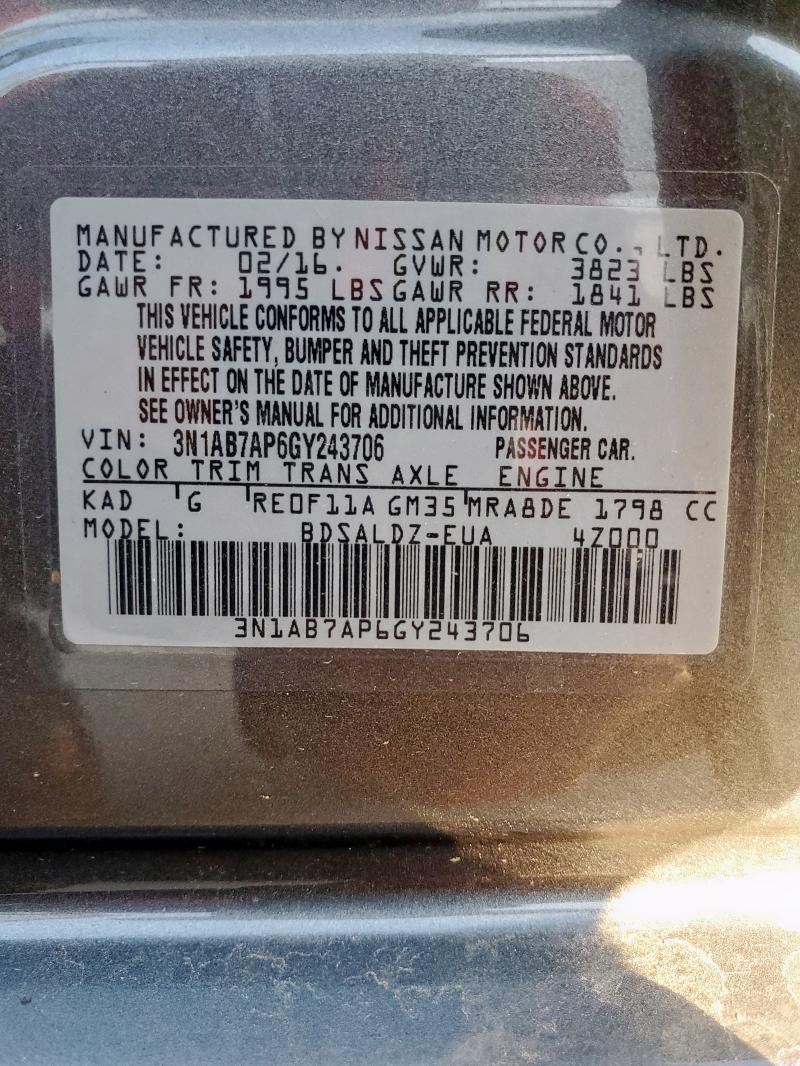 MANUFACTURED BY NISSAN MOTOR CO., LTD.
DATE: 02/16. GVWR: 3823 LBS
GAWR FR: 1995 LBS GAWR RR: 1841 LBS
THIS VEHICLE CONFORMS TO ALL APPLICABLE FEDERAL MOTOR
VEHICLE SAFETY, BUMPER AND THEFT PREVENTION STANDARDS
IN EFFECT ON THE DATE OF MANUFACTURE SHOWN ABOVE.
SEE OWNER'S MANUAL FOR ADDITIONAL INFORMATION.
VIN: 3N1AB7AP6GY243706 PASSENGER CAR.
COLOR TRIM TRANS AXLE ENGINE
KAD G RE0F11A GM35 MRA8DE 1798 CC
MODEL: BDSALDZ-EUA 4Z000
3N1AB7AP6GY243706